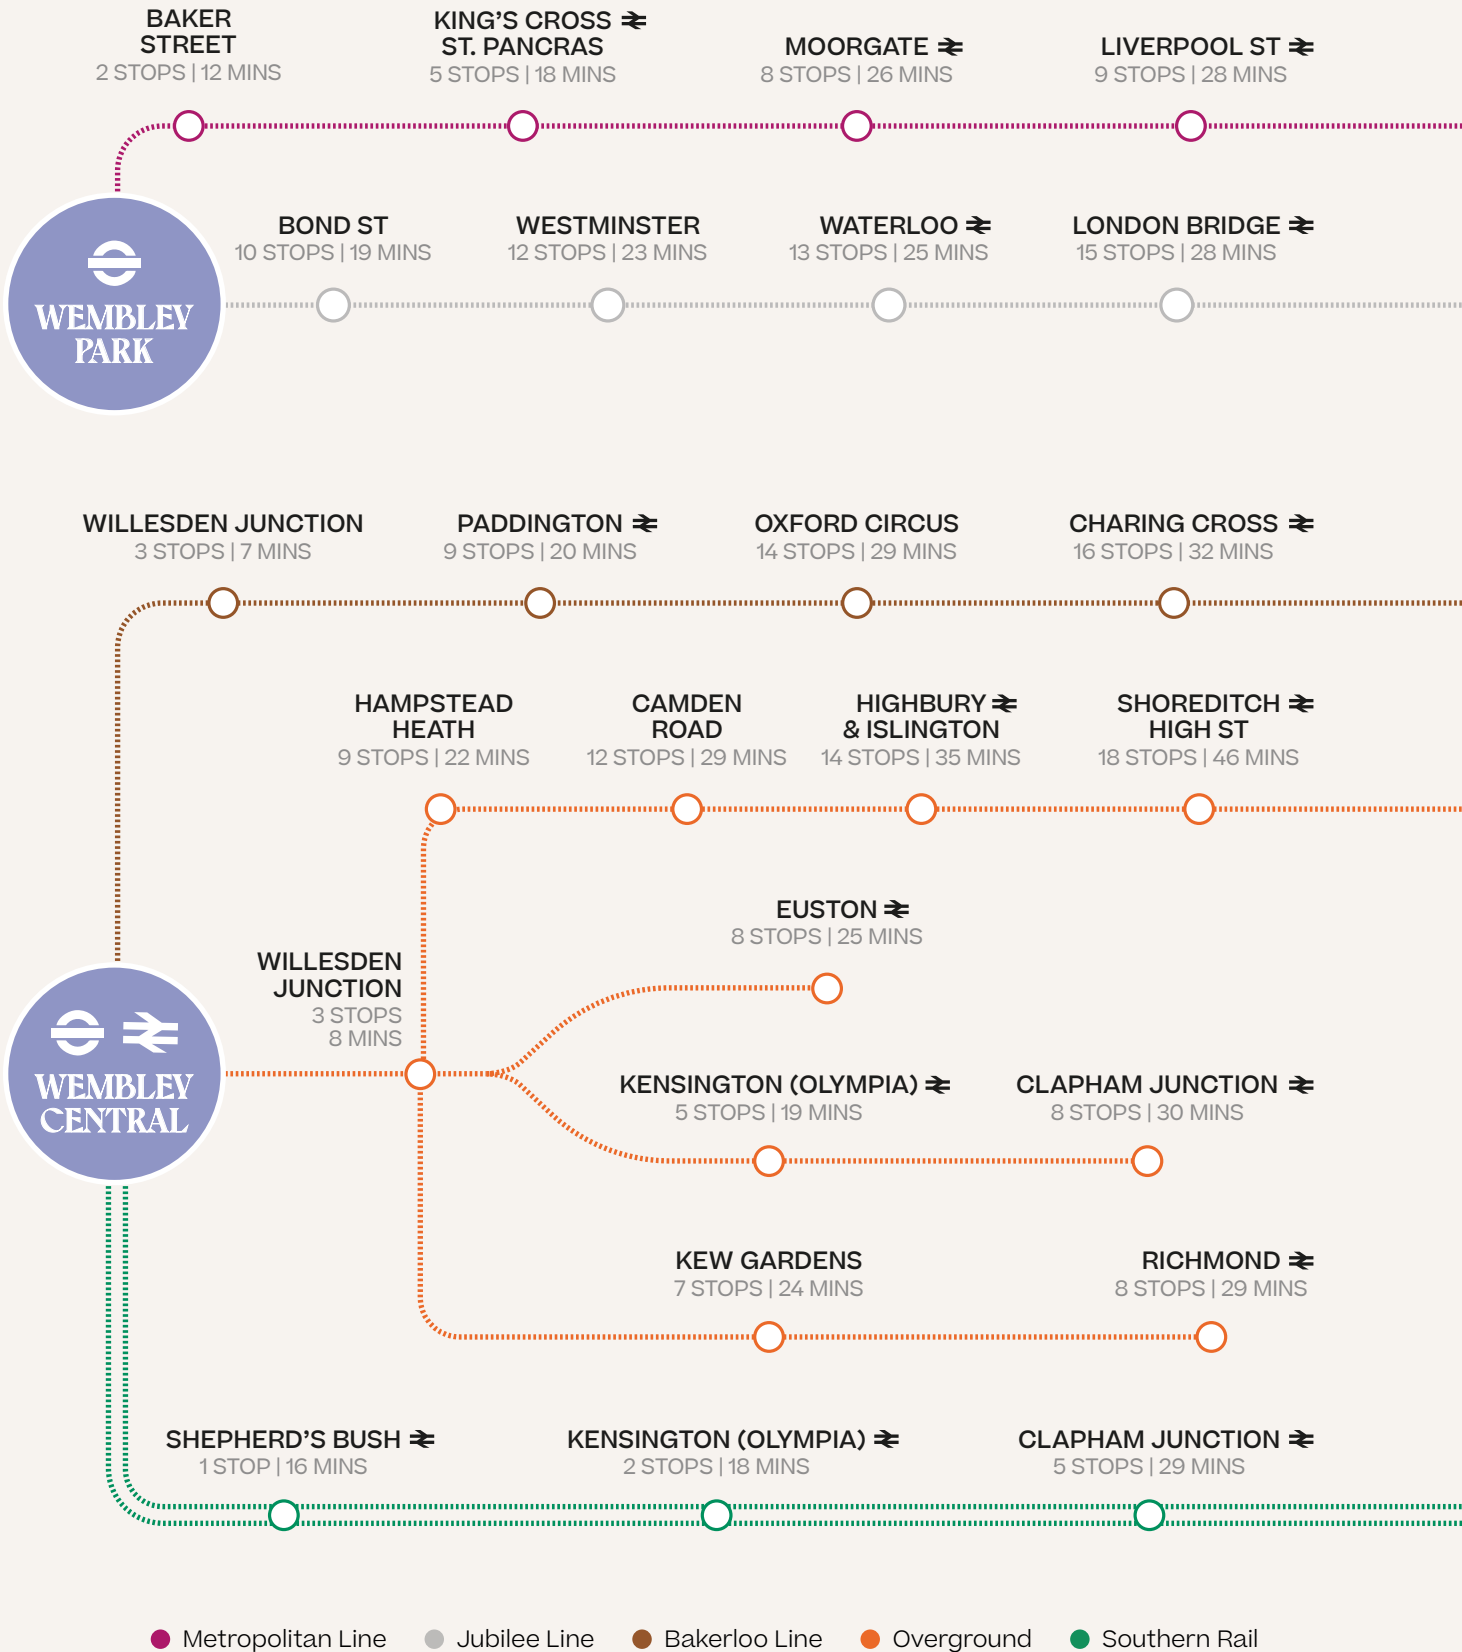 BAKER
STREET
2 STOPS | 12 MINS
KING’S CROSS
ST. PANCRAS
5 STOPS | 18 MINS
MOORGATE
8 STOPS | 26 MINS
LIVERPOOL ST
9 STOPS | 28 MINS
WEMBLEY
PARK
BOND ST
10 STOPS | 19 MINS
WESTMINSTER
12 STOPS | 23 MINS
WATERLOO
13 STOPS | 25 MINS
LONDON BRIDGE
15 STOPS | 28 MINS
WILLESDEN JUNCTION
3 STOPS | 7 MINS
PADDINGTON
9 STOPS | 20 MINS
OXFORD CIRCUS
14 STOPS | 29 MINS
CHARING CROSS
16 STOPS | 32 MINS
HAMPSTEAD
HEATH
9 STOPS | 22 MINS
CAMDEN
ROAD
12 STOPS | 29 MINS
HIGHBURY
& ISLINGTON
14 STOPS | 35 MINS
SHOREDITCH
HIGH ST
18 STOPS | 46 MINS
EUSTON
8 STOPS | 25 MINS
WILLESDEN
JUNCTION
3 STOPS
8 MINS
WEMBLEY
CENTRAL
KENSINGTON (OLYMPIA)
5 STOPS | 19 MINS
CLAPHAM JUNCTION
8 STOPS | 30 MINS
KEW GARDENS
7 STOPS | 24 MINS
RICHMOND
8 STOPS | 29 MINS
SHEPHERD’S BUSH
1 STOP | 16 MINS
KENSINGTON (OLYMPIA)
2 STOPS | 18 MINS
CLAPHAM JUNCTION
5 STOPS | 29 MINS
Metropolitan Line
Jubilee Line
Bakerloo Line
Overground
Southern Rail